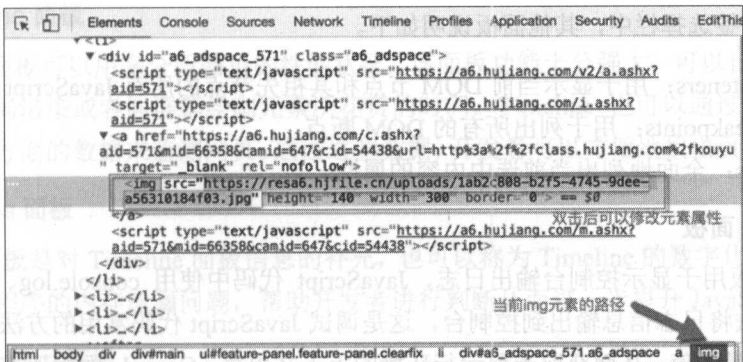 Elements Console Sources Network Timeline Profiles Application Security Audits EditThis
▼<li>
▼<div id="a6_adspace_571" class="a6_adspace">
<script type="text/javascript" src="https://a6.hujiang.com/v2/a.ashx?
aid=571"></script>
<script type="text/javascript" src="https://a6.hujiang.com/i.ashx?
aid=571"></script>
▼<a href="https://a6.hujiang.com/c.ashx?
aid=571&mid=66358&camid=647&cid=54438&url=http%3a%2f%2fclass.hujiang.com%2fkouyu
" target="_blank" rel="nofollow">
<img src="https://resa6.hjfile.cn/uploads/1ab2c808-b2f5-4745-9dee-
a56310184f03.jpg" height="140" width="300" border="0"> == $0
</a>
双击后可以修改元素属性
<script type="text/javascript" src="https://a6.hujiang.com/m.ashx?
aid=571&mid=66358&camid=647&cid=54438"></script>
</div>
</li>
▶<li>…</li>
▶<li>…</li>
▶<li>…</li>
当前img元素的路径
html body div div#main ul#feature-panel.feature-panel.clearfix li div#a6_adspace_571.a6_adspace a img